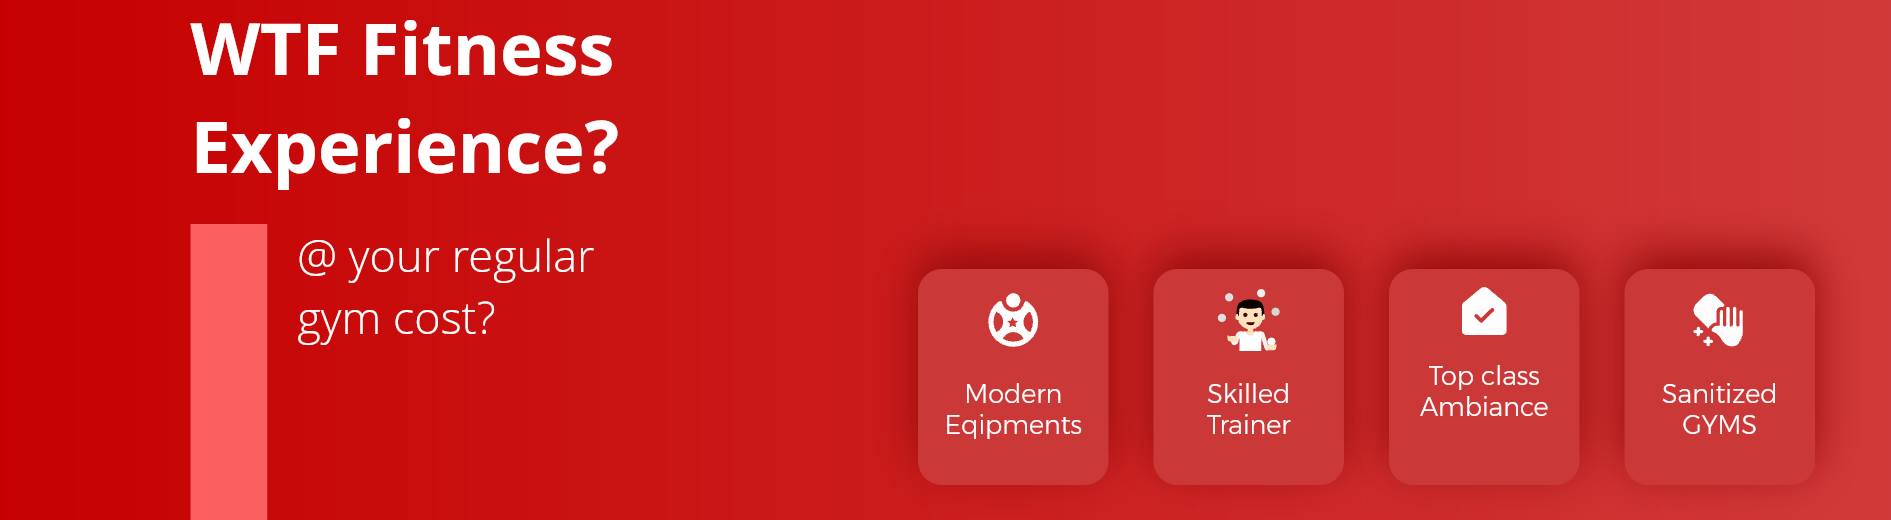 WTF Fitness
Experience?
@ your regular
gym cost?
Modern
Eqipments
Skilled
Trainer
Top class
Ambiance
Sanitized
GYMS